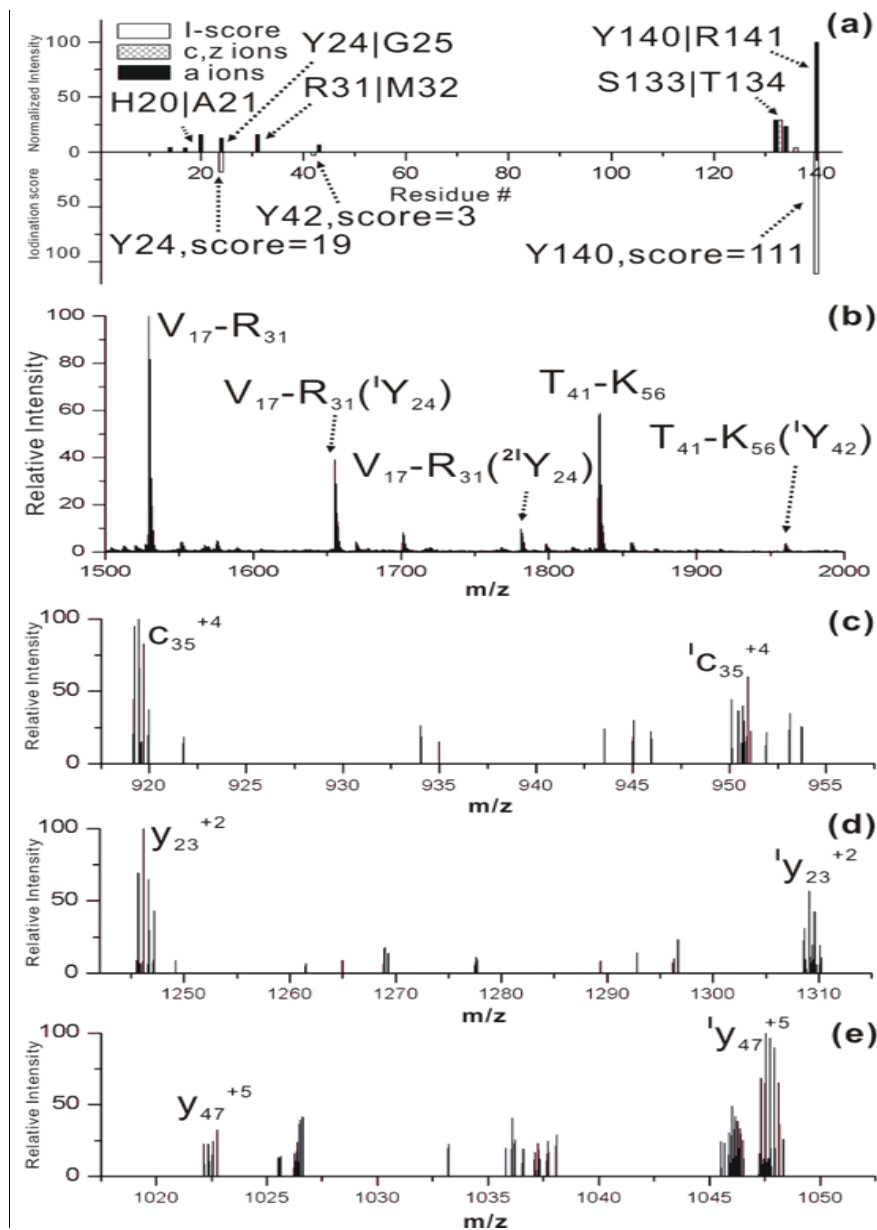 (a)
I-score
c,z ions
a ions
Y24|G25
R31|M32
H20|A21
Y140|R141
S133|T134
Normalized Intensity
100
50
0
50
100
Iodination score
20 40 60 80 100 120 140
Residue #
Y42,score=3
Y24,score=19
Y140,score=111
(b)
Relative Intensity
100
80
60
40
20
0
V₁₇-R₃₁
V₁₇-R₃₁(ᴵY₂₄)
V₁₇-R₃₁(²ᴵY₂₄)
T₄₁-K₅₆
T₄₁-K₅₆(ᴵY₄₂)
1500 1600 1700 1800 1900 2000
m/z
(c)
Relative Intensity
100
50
0
C₃₅⁺⁴
ᴵC₃₅⁺⁴
920 925 930 935 940 945 950 955
m/z
(d)
Relative Intensity
100
50
0
y₂₃⁺²
ᴵy₂₃⁺²
1250 1260 1270 1280 1290 1300 1310
m/z
(e)
Relative Intensity
100
50
0
y₄₇⁺⁵
ᴵy₄₇⁺⁵
1020 1025 1030 1035 1040 1045 1050
m/z